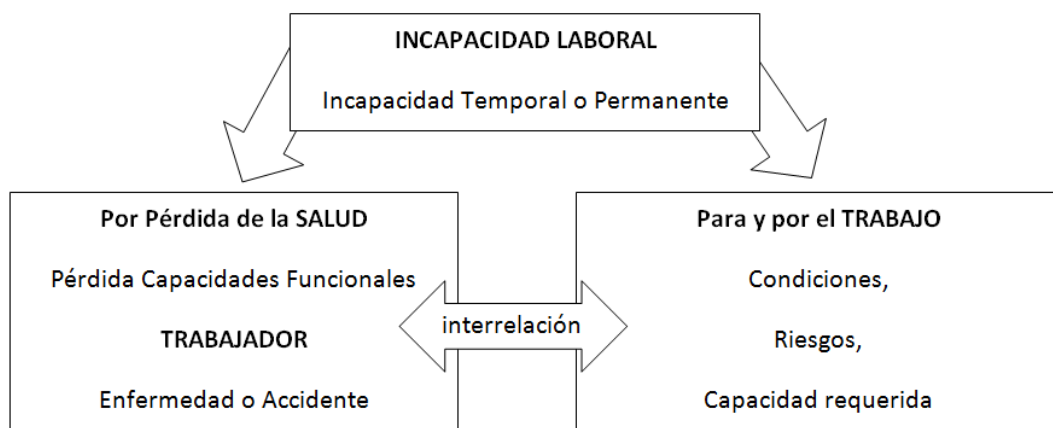 INCAPACIDAD LABORAL
Incapacidad Temporal o Permanente
Por Pérdida de la SALUD
Pérdida Capacidades Funcionales
TRABAJADOR
Enfermedad o Accidente
interrelación
Para y por el TRABAJO
Condiciones,
Riesgos,
Capacidad requerida